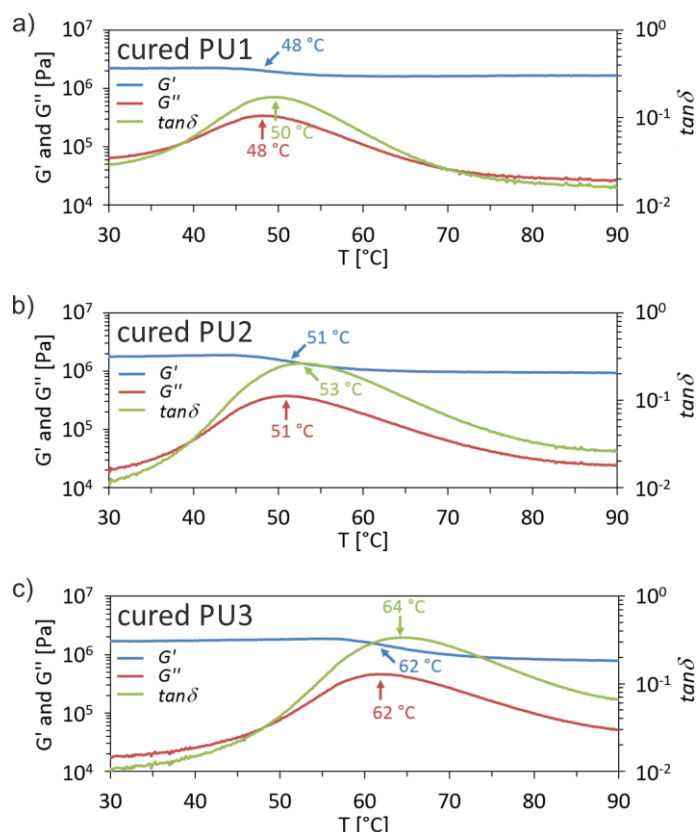 a)
cured PU1
G'
G''
tanδ
48 °C
50 °C
48 °C
G' and G'' [Pa]
10⁷
10⁶
10⁵
10⁴
tanδ
10⁰
10⁻¹
10⁻²
30 40 50 60 70 80 90
T [°C]
b)
cured PU2
G'
G''
tanδ
51 °C
53 °C
51 °C
G' and G'' [Pa]
10⁷
10⁶
10⁵
10⁴
tanδ
10⁰
10⁻¹
10⁻²
30 40 50 60 70 80 90
T [°C]
c)
cured PU3
G'
G''
tanδ
64 °C
62 °C
62 °C
G' and G'' [Pa]
10⁷
10⁶
10⁵
10⁴
tanδ
10⁰
10⁻¹
10⁻²
30 40 50 60 70 80 90
T [°C]